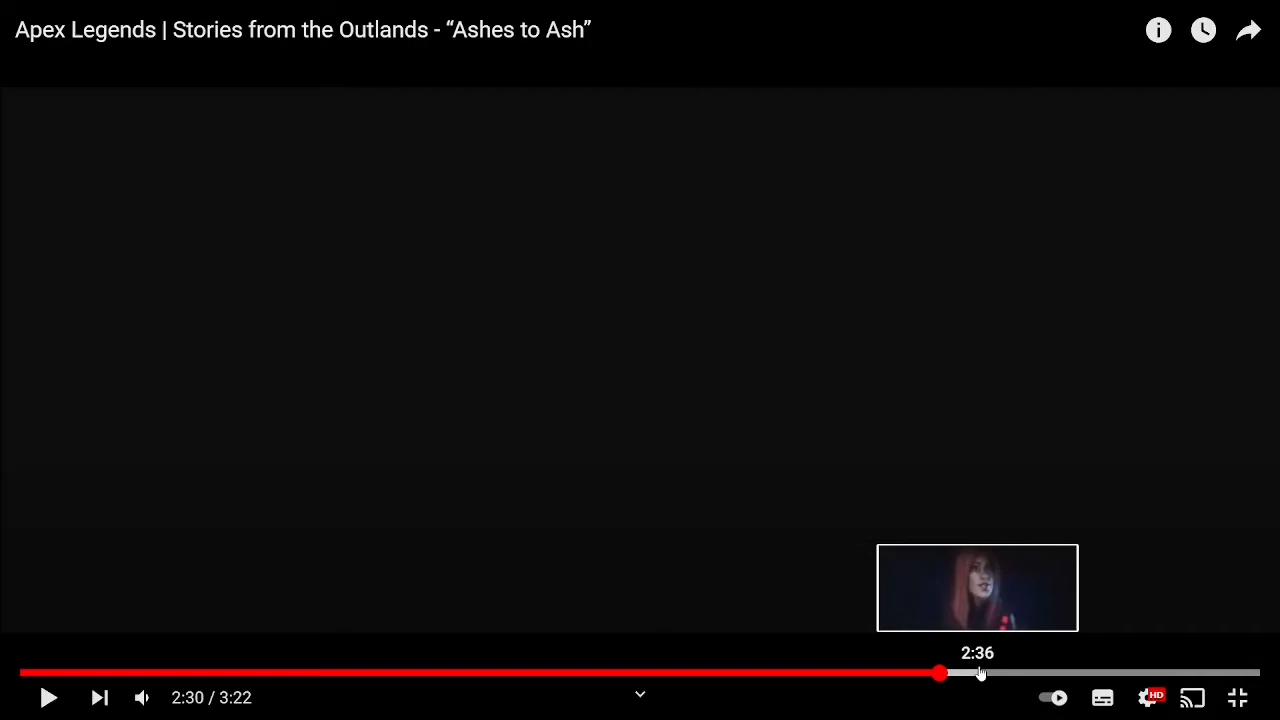 Apex Legends | Stories from the Outlands - “Ashes to Ash”
2:36
2:30 / 3:22
HD